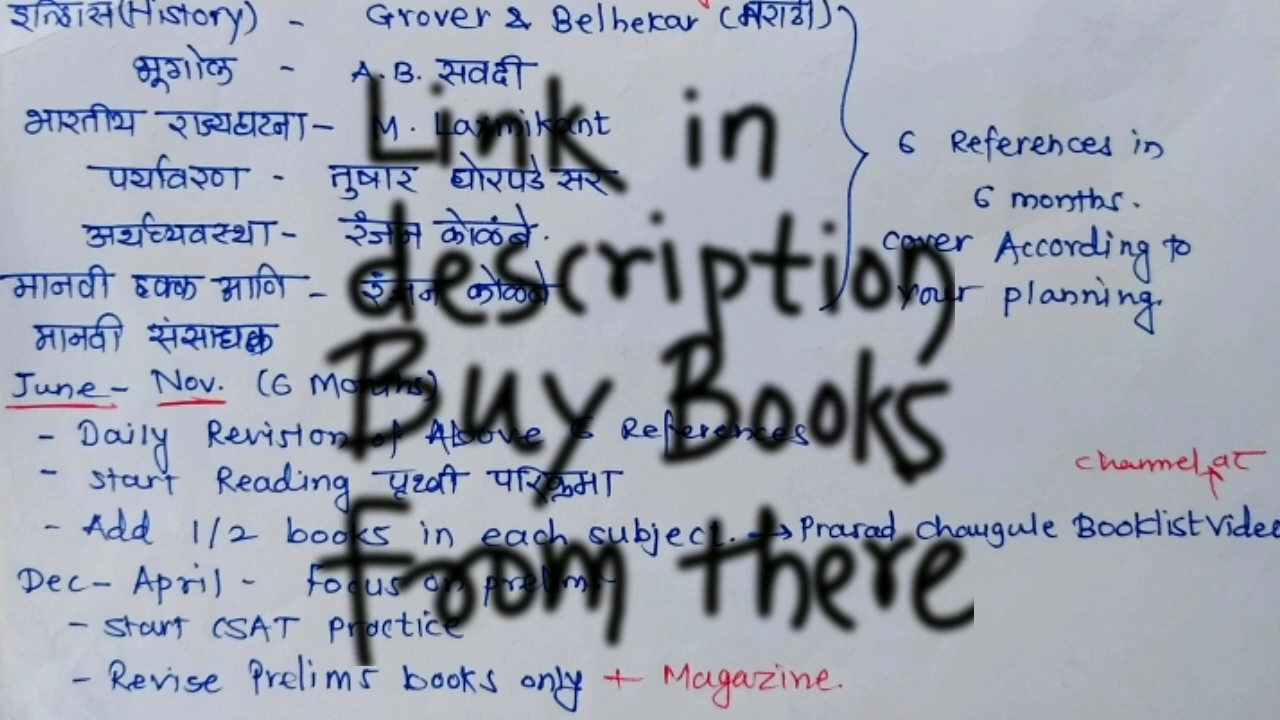 इतिहास(History) - Grover & Belhekar (मराठी)
भूगोल - A.B. सवदी
भारतीय राज्यघटना - M. Laxmikant
पर्यावरण - तुषार घोरपडे सर
अर्थव्यवस्था - रंजन कोळंबे.
मानवी हक्क आणि - रंजन कोळंबे
मानवी संसाधन
6 References in
6 months.
cover According to
your planning.
June - Nov. (6 Months)
- Daily Revision of Above 6 References
- start Reading पृथ्वी परिक्रमा
- Add 1/2 books in each subject. → Prasad Chaugule Booklist Video
channel वर
Dec - April - Focus on prelims
- start CSAT practice
- Revise Prelims books only + Magazine.
Link in
description
Buy Books
From there